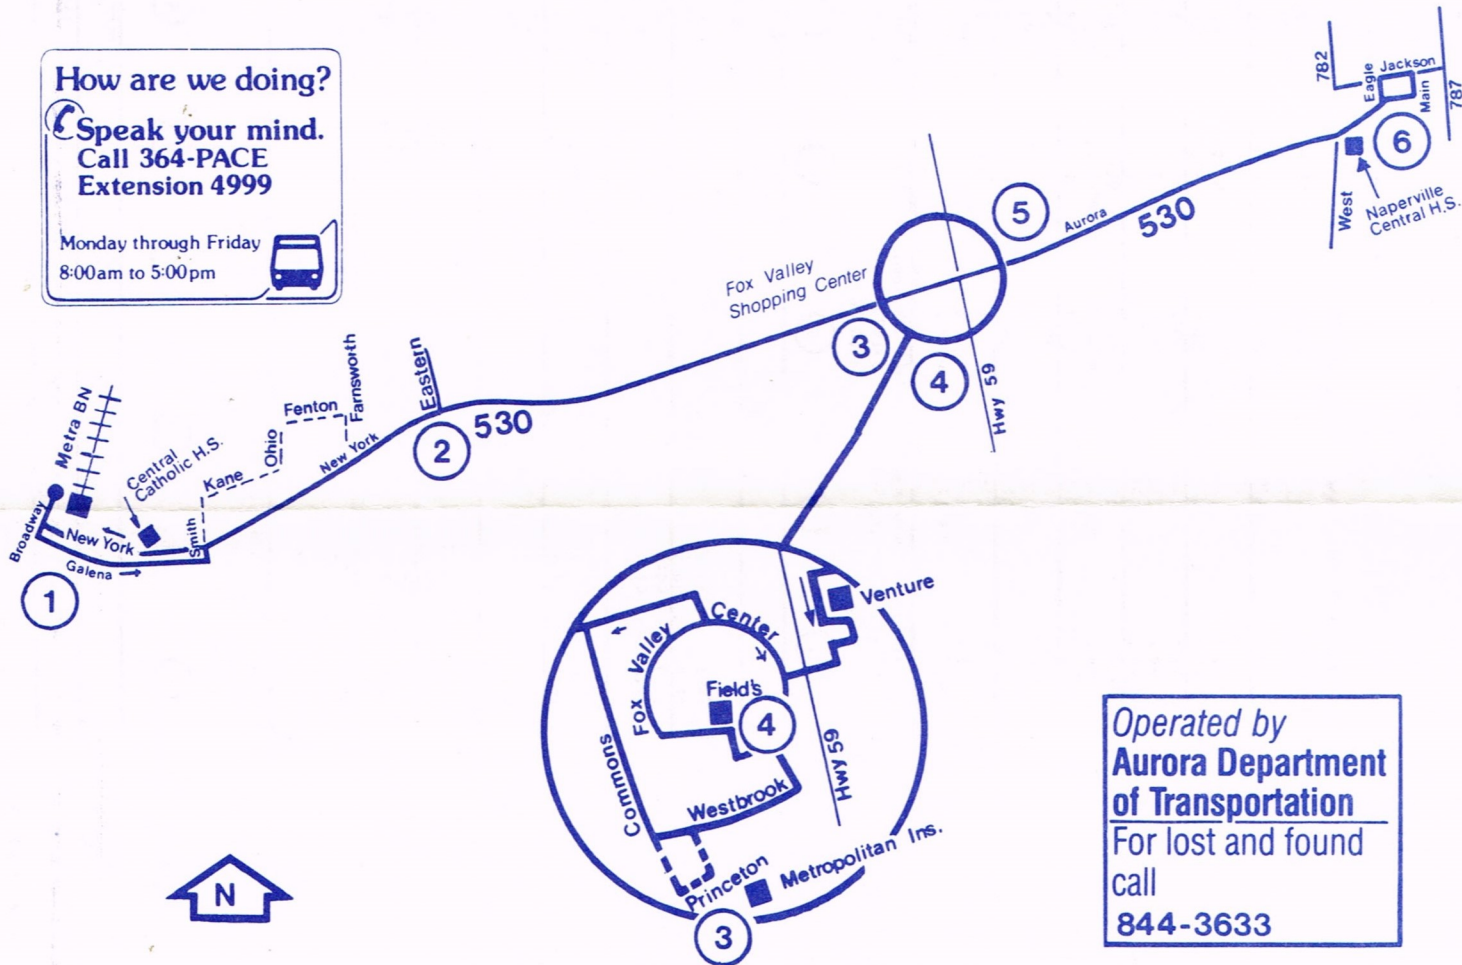 How are we doing?
Speak your mind.
Call 364-PACE
Extension 4999
Monday through Friday
8:00am to 5:00pm
782
Eagle
Jackson
Main
787
6
West
Naperville
Central H.S.
5
Aurora
530
Fox Valley
Shopping Center
3
4
Hwy 59
Eastern
2
530
Farnsworth
Fenton
Ohio
New York
Kane
Metra BN
Central
Catholic H.S.
Smith
Broadway
New York
Galena
1
Venture
Fox Valley Center
Field's
4
Commons
Westbrook
Hwy 59
Princeton
Metropolitan Ins.
3
N
Operated by
Aurora Department
of Transportation
For lost and found
call
844-3633